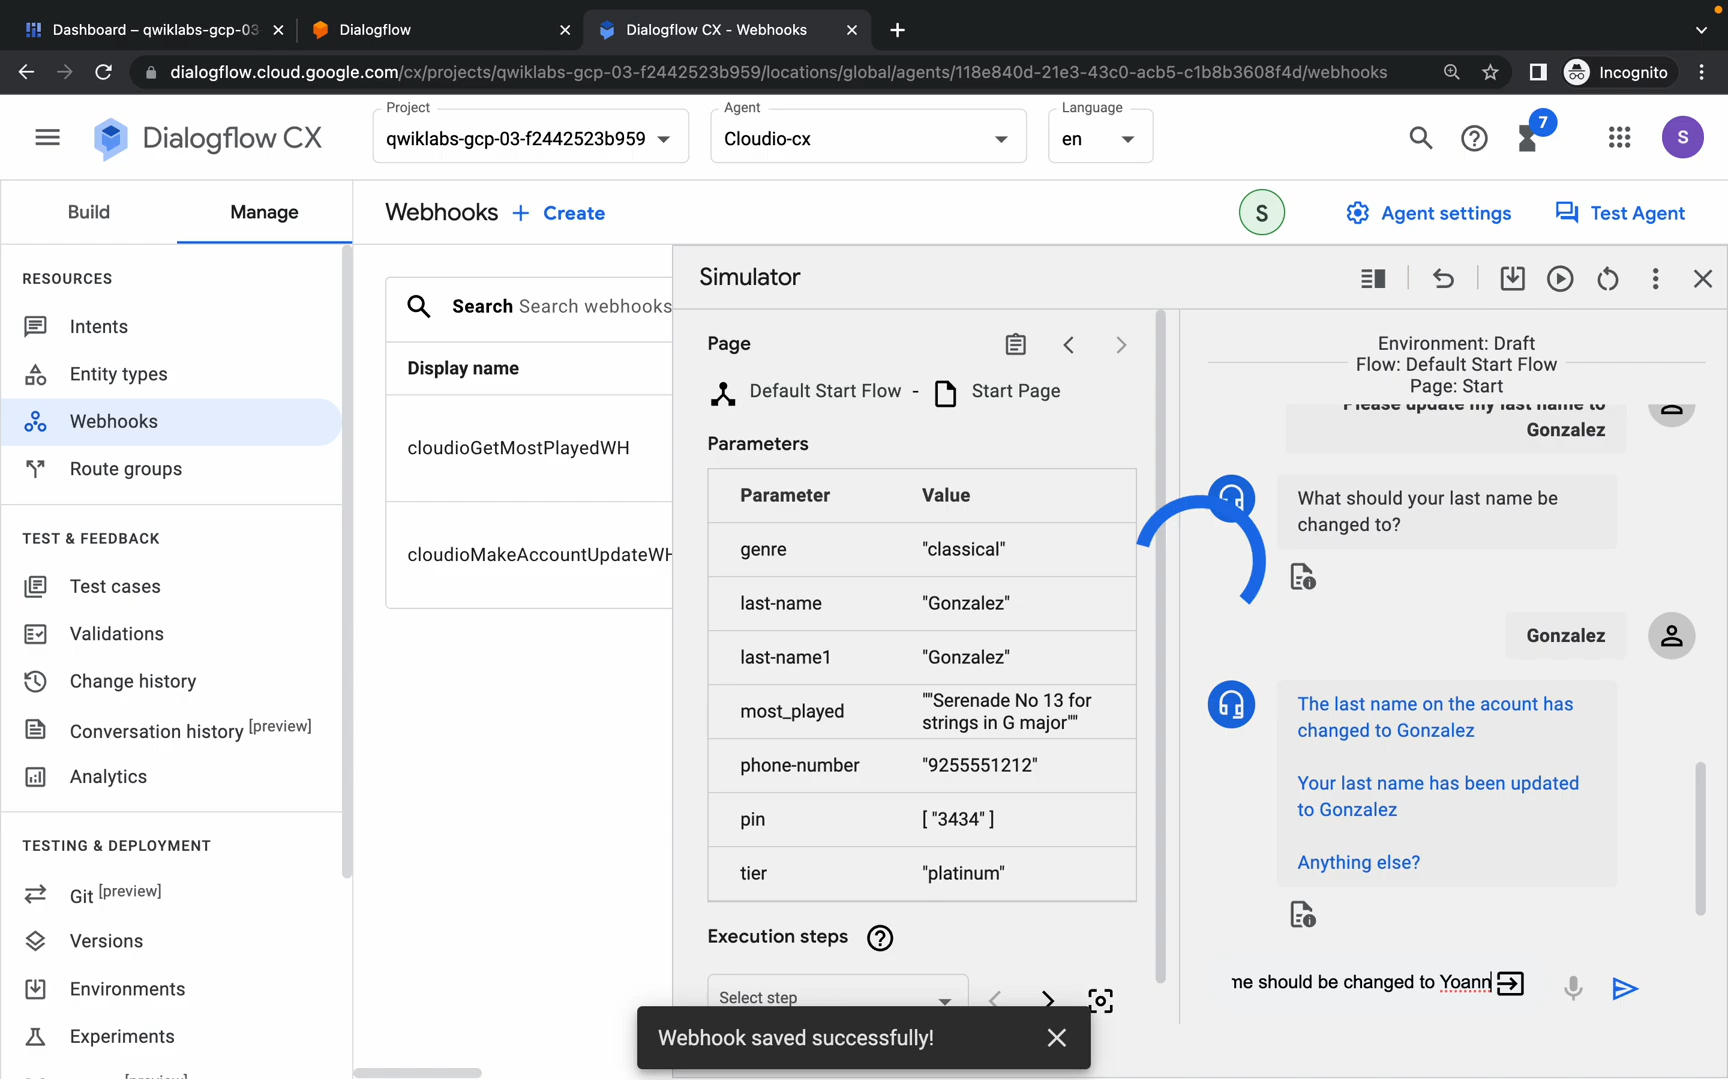 Dashboard – qwiklabs-gcp-03
Dialogflow
Dialogflow CX - Webhooks
dialogflow.cloud.google.com/cx/projects/qwiklabs-gcp-03-f2442523b959/locations/global/agents/118e840d-21e3-43c0-acb5-c1b8b3608f4d/webhooks
Incognito
Dialogflow CX
Project
qwiklabs-gcp-03-f2442523b959
Agent
Cloudio-cx
Language
en
7
S
Build
Manage
Webhooks
Create
S
Agent settings
Test Agent
RESOURCES
Intents
Entity types
Webhooks
Route groups
TEST & FEEDBACK
Test cases
Validations
Change history
Conversation history [preview]
Analytics
TESTING & DEPLOYMENT
Git [preview]
Versions
Environments
Experiments
[preview]
Search Search webhooks
Display name
cloudioGetMostPlayedWH
cloudioMakeAccountUpdateWH
Simulator
Page
Default Start Flow - Start Page
Parameters
Parameter Value
genre "classical"
last-name "Gonzalez"
last-name1 "Gonzalez"
most_played ""Serenade No 13 for
strings in G major""
phone-number "9255551212"
pin [ "3434" ]
tier "platinum"
Execution steps
Select step
Environment: Draft
Flow: Default Start Flow
Page: Start
Please update my last name to
Gonzalez
What should your last name be
changed to?
Gonzalez
The last name on the acount has
changed to Gonzalez
Your last name has been updated
to Gonzalez
Anything else?
me should be changed to Yoann
Webhook saved successfully!